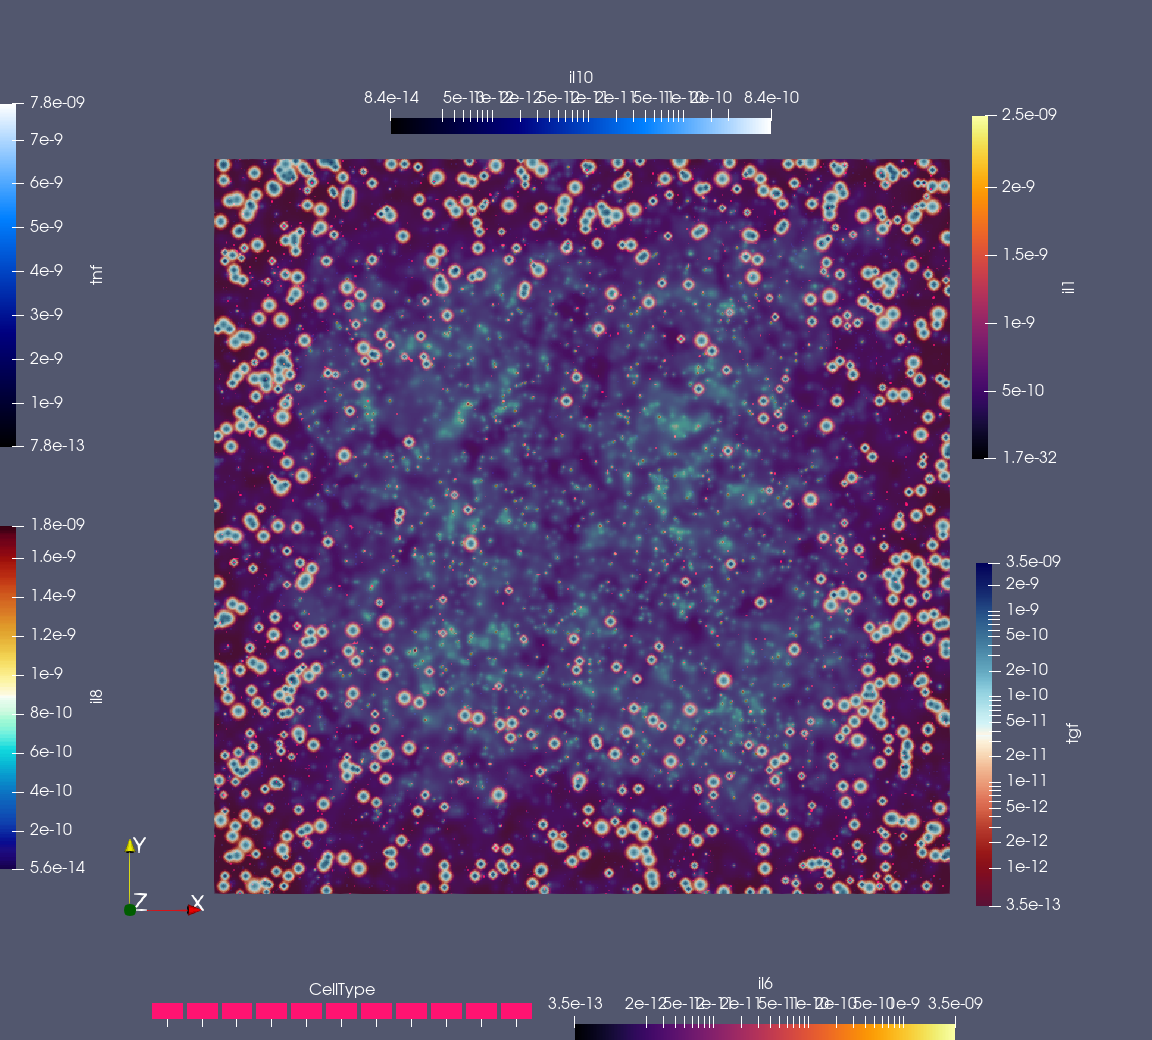 il10
8.4e-14
8.4e-10
7.8e-09
7e-9
6e-9
5e-9
4e-9
3e-9
2e-9
1e-9
7.8e-13
tnf
2.5e-09
2e-9
1.5e-9
1e-9
5e-10
1.7e-32
il1
1.8e-09
1.6e-9
1.4e-9
1.2e-9
1e-9
8e-10
6e-10
4e-10
2e-10
5.6e-14
il8
3.5e-09
2e-9
1e-9
5e-10
2e-10
1e-10
5e-11
2e-11
1e-11
5e-12
2e-12
1e-12
3.5e-13
tgf
Y
Z
X
CellType
il6
3.5e-13
1e-9
3.5e-09